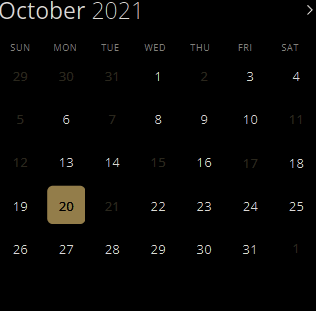 October 2021
SUN MON TUE WED THU FRI SAT
29 30 31 1 2 3 4
5 6 7 8 9 10 11
12 13 14 15 16 17 18
19 20 21 22 23 24 25
26 27 28 29 30 31 1